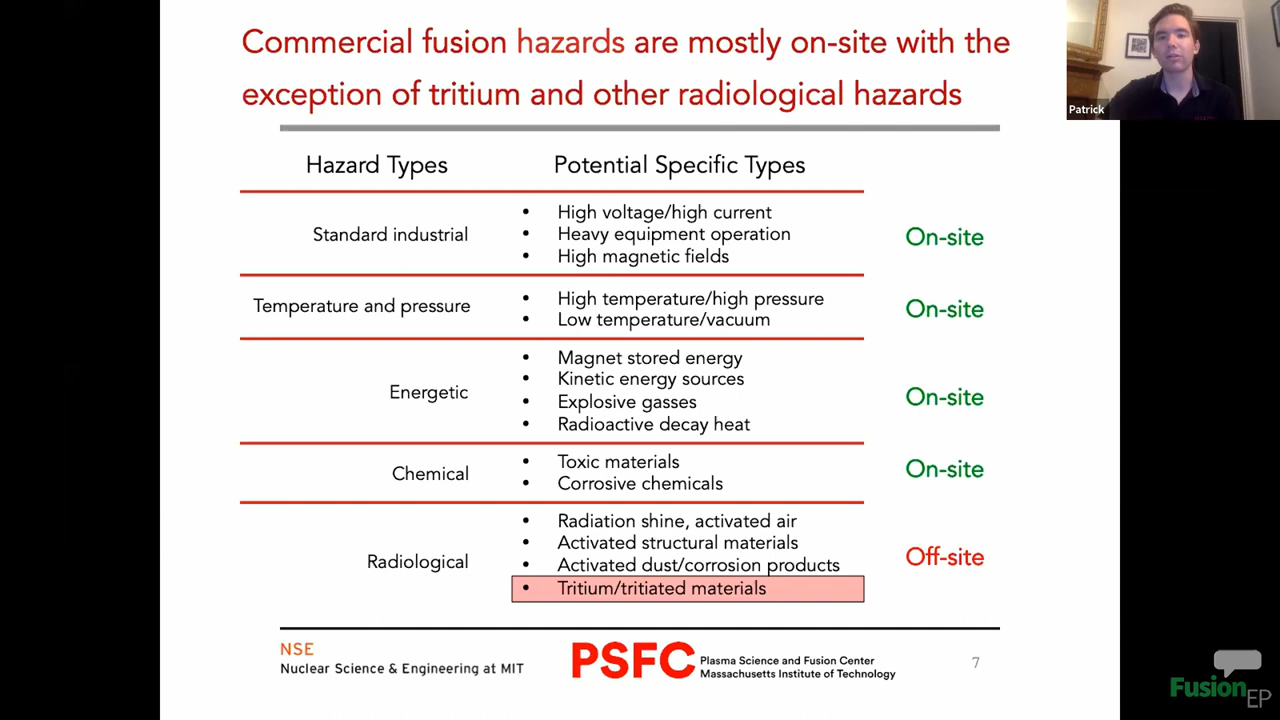 Commercial fusion hazards are mostly on-site with the
exception of tritium and other radiological hazards
Patrick
Hazard Types
Potential Specific Types
Standard industrial
• High voltage/high current
• Heavy equipment operation
• High magnetic fields
On-site
Temperature and pressure
• High temperature/high pressure
• Low temperature/vacuum
On-site
Energetic
• Magnet stored energy
• Kinetic energy sources
• Explosive gasses
• Radioactive decay heat
On-site
Chemical
• Toxic materials
• Corrosive chemicals
On-site
Radiological
• Radiation shine, activated air
• Activated structural materials
• Activated dust/corrosion products
• Tritium/tritiated materials
Off-site
NSE
Nuclear Science & Engineering at MIT
PSFC
Plasma Science and Fusion Center
Massachusetts Institute of Technology
7
Fusion
EP